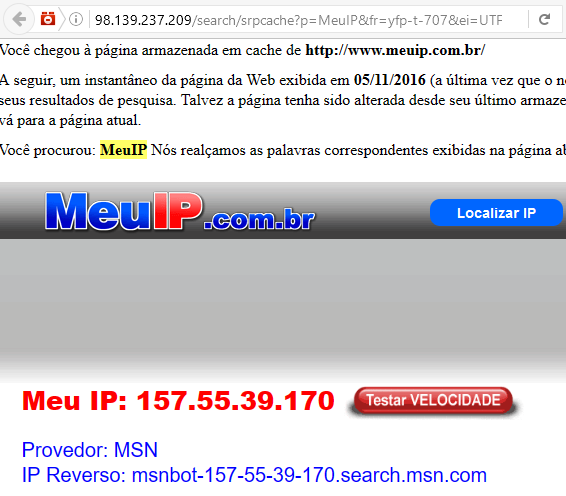 98.139.237.209/search/srpcache?p=MeuIP&fr=yfp-t-707&ei=UTF
Você chegou à página armazenada em cache de http://www.meuip.com.br/
A seguir, um instantâneo da página da Web exibida em 05/11/2016 (a última vez que o
seus resultados de pesquisa. Talvez a página tenha sido alterada desde seu último
vá para a página atual.
Você procurou: MeuIP Nós realçamos as palavras correspondentes exibidas na página
MeuIP.com.br
Localizar IP
Meu IP: 157.55.39.170
Testar VELOCIDADE
Provedor: MSN
IP Reverso: msnbot-157-55-39-170.search.msn.com